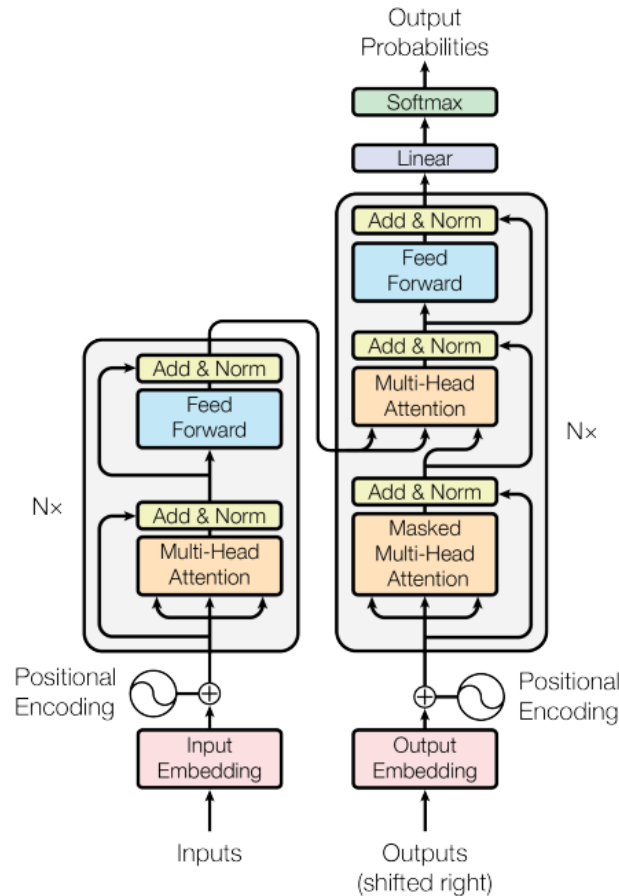 Output
Probabilities
Softmax
Linear
Add & Norm
Feed
Forward
Add & Norm
Multi-Head
Attention
Add & Norm
Masked
Multi-Head
Attention
N×
Add & Norm
Feed
Forward
Add & Norm
Multi-Head
Attention
N×
Positional
Encoding
Positional
Encoding
Input
Embedding
Output
Embedding
Inputs
Outputs
(shifted right)